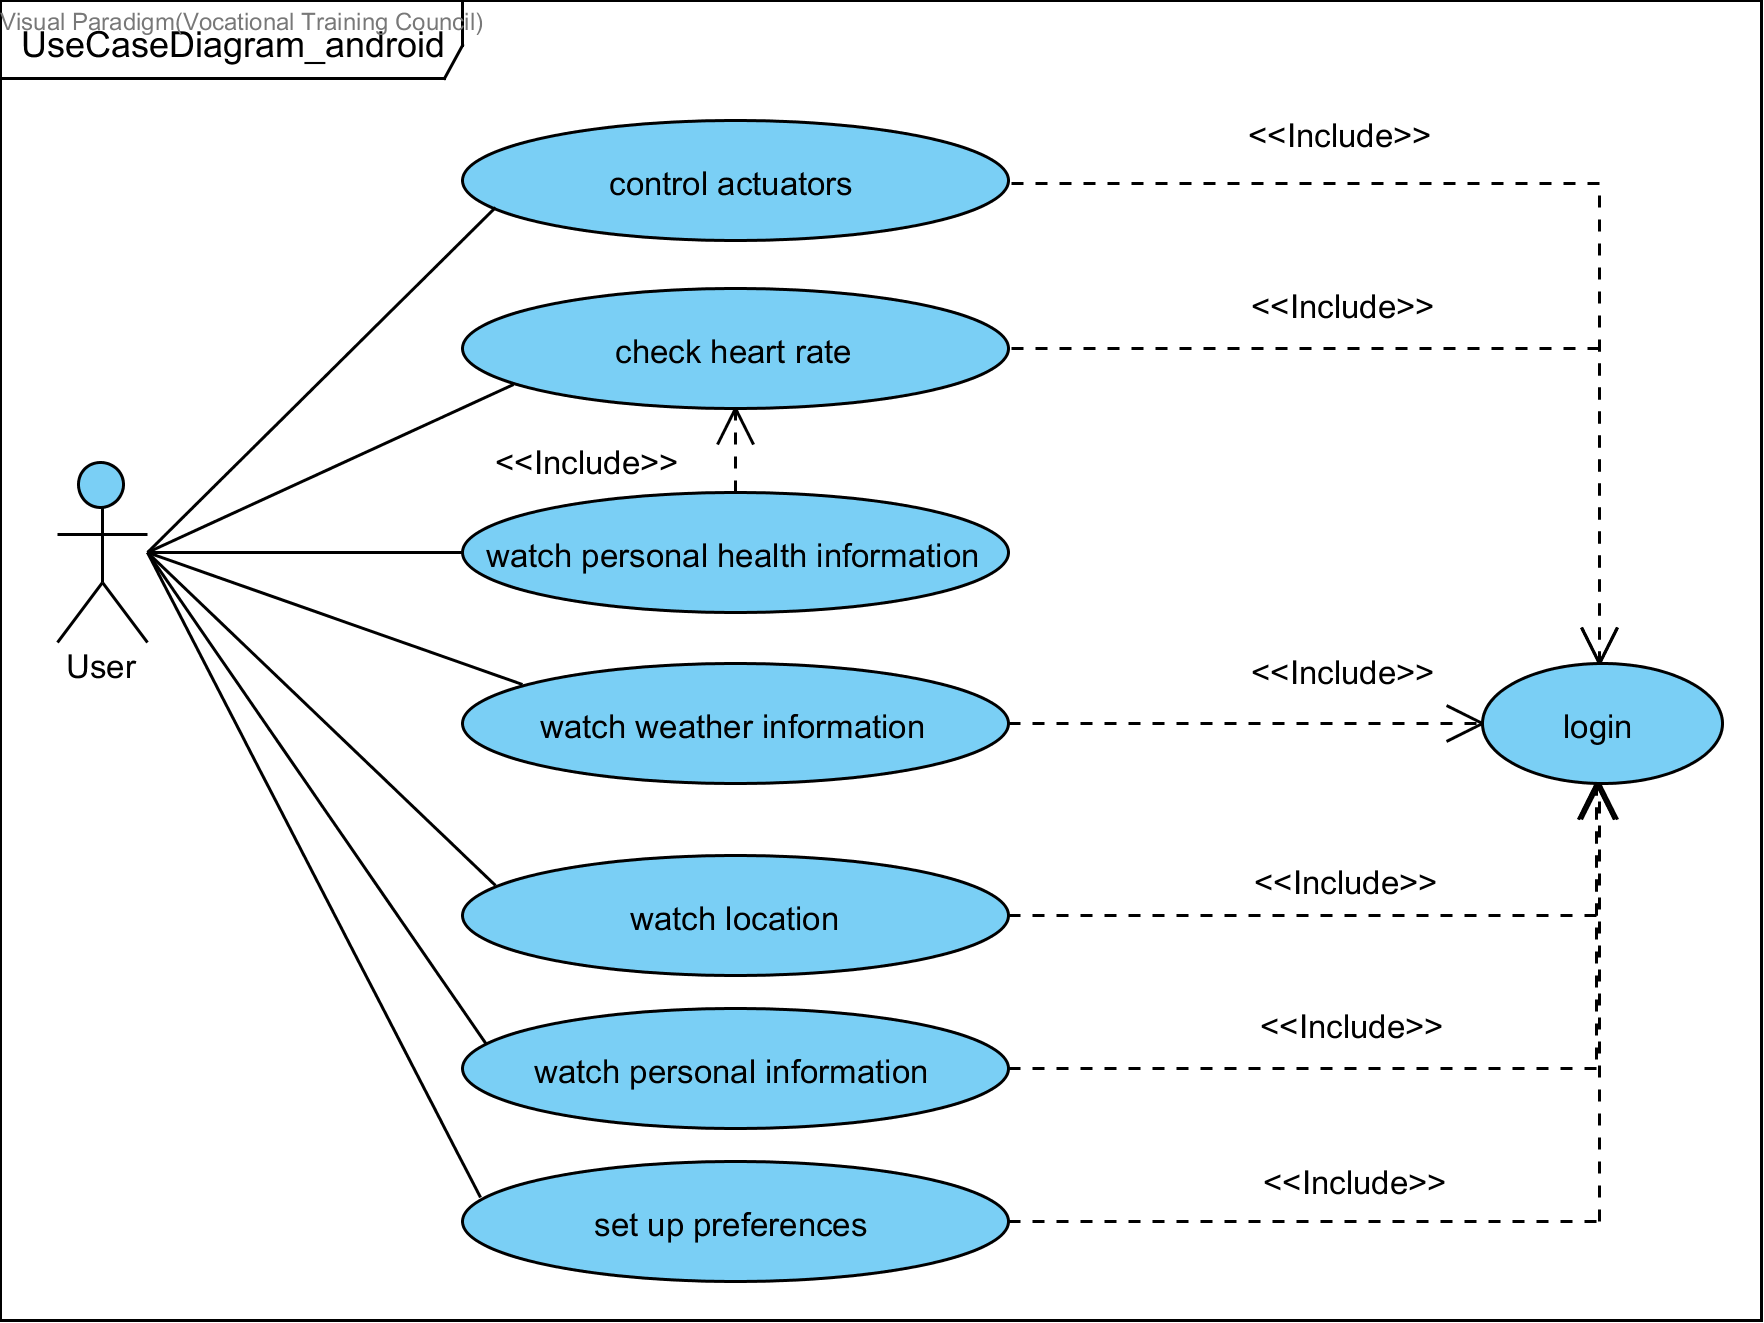 Visual Paradigm(Vocational Training Council)
UseCaseDiagram_android
<<Include>>
control actuators
<<Include>>
check heart rate
<<Include>>
watch personal health information
User
<<Include>>
watch weather information
login
<<Include>>
watch location
<<Include>>
watch personal information
<<Include>>
set up preferences